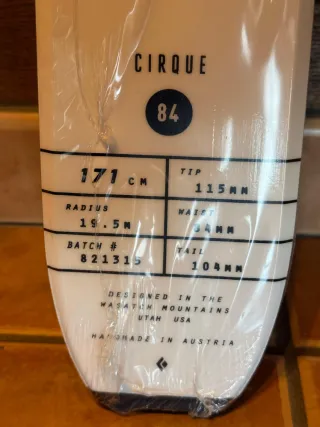 CIRQUE
84
171 CM
TIP
115MM
RADIUS
19.5M
WAIST
84MM
BATCH #
821315
TAIL
104MM
DESIGNED IN THE
WASATCH MOUNTAINS
UTAH USA
HANDMADE IN AUSTRIA